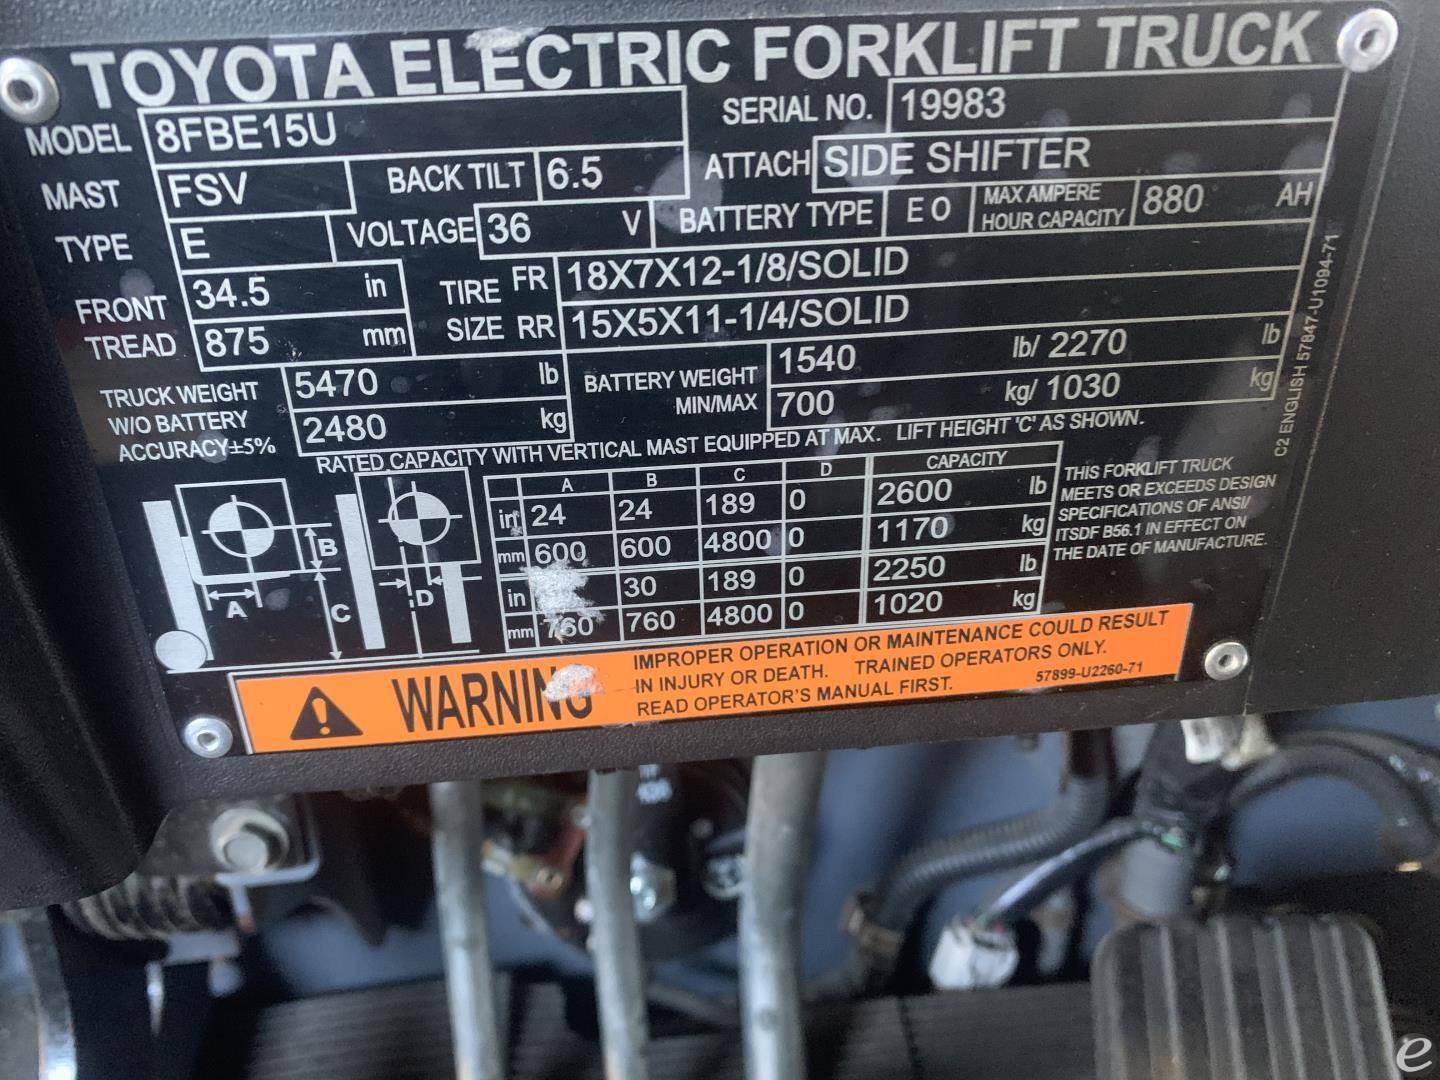 TOYOTA ELECTRIC FORKLIFT TRUCK
MODEL 8FBE15U SERIAL NO. 19983
MAST FSV BACK TILT 6.5 ATTACH SIDE SHIFTER
TYPE E VOLTAGE 36 V BATTERY TYPE E O MAX AMPERE HOUR CAPACITY 880 AH
FRONT TREAD 34.5 in TIRE SIZE FR 18X7X12-1/8/SOLID
875 mm RR 15X5X11-1/4/SOLID
TRUCK WEIGHT W/O BATTERY ACCURACY±5% 5470 lb BATTERY WEIGHT MIN/MAX 1540 lb/ 2270 lb
2480 kg 700 kg/ 1030 kg
RATED CAPACITY WITH VERTICAL MAST EQUIPPED AT MAX. LIFT HEIGHT 'C' AS SHOWN.
A B C D CAPACITY
in 24 24 189 0 2600 lb
mm 600 600 4800 0 1170 kg
in 30 189 0 2250 lb
mm 760 760 4800 0 1020 kg
A B C D
THIS FORKLIFT TRUCK
MEETS OR EXCEEDS DESIGN
SPECIFICATIONS OF ANSI/
ITSDF B56.1 IN EFFECT ON
THE DATE OF MANUFACTURE.
C2 ENGLISH 57847-U1094-71
WARNING
IMPROPER OPERATION OR MAINTENANCE COULD RESULT
IN INJURY OR DEATH. TRAINED OPERATORS ONLY.
READ OPERATOR'S MANUAL FIRST. 57899-U2260-71
e